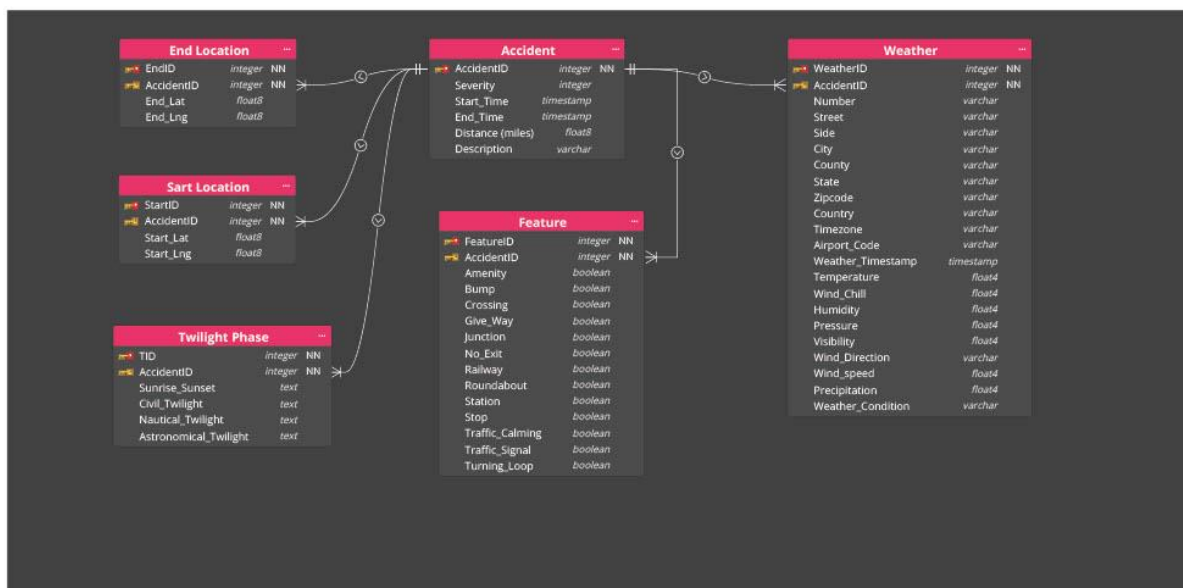 End Location ...
EndID integer NN
AccidentID integer NN
End_Lat float8
End_Lng float8
Sart Location ...
StartID integer NN
AccidentID integer NN
Start_Lat float8
Start_Lng float8
Twilight Phase ...
TID integer NN
AccidentID integer NN
Sunrise_Sunset text
Civil_Twilight text
Nautical_Twilight text
Astronomical_Twilight text
Accident ...
AccidentID integer NN
Severity integer
Start_Time timestamp
End_Time timestamp
Distance (miles) float8
Description varchar
Feature ...
FeatureID integer NN
AccidentID integer NN
Amenity boolean
Bump boolean
Crossing boolean
Give_Way boolean
Junction boolean
No_Exit boolean
Railway boolean
Roundabout boolean
Station boolean
Stop boolean
Traffic_Calming boolean
Traffic_Signal boolean
Turning_Loop boolean
Weather ...
WeatherID integer NN
AccidentID integer NN
Number varchar
Street varchar
Side varchar
City varchar
County varchar
State varchar
Zipcode varchar
Country varchar
Timezone varchar
Airport_Code varchar
Weather_Timestamp timestamp
Temperature float4
Wind_Chill float4
Humidity float4
Pressure float4
Visibility float4
Wind_Direction varchar
Wind_speed float4
Precipitation float4
Weather_Condition varchar